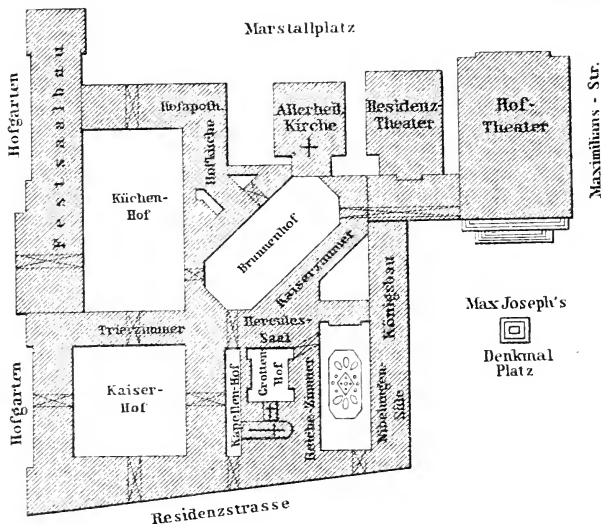 Marstallplatz
Hofgarten
Festsaalbau
Hofapoth.
Hofkirche
Allerheil.
Kirche
Residenz-
Theater
Hof-
Theater
Maximilians - Str.
Küchen-
Hof
Brunnenhof
Kaiserzimmer
Königsbau
Max Joseph's
Denkmal
Platz
Trierzimmer
Hercules-
Saal
Hofgarten
Kaiser-
Hof
Kapellen-Hof
Grotten
Hof
Reiche-Zimmer
Nibelungen-
Säle
Residenzstrasse